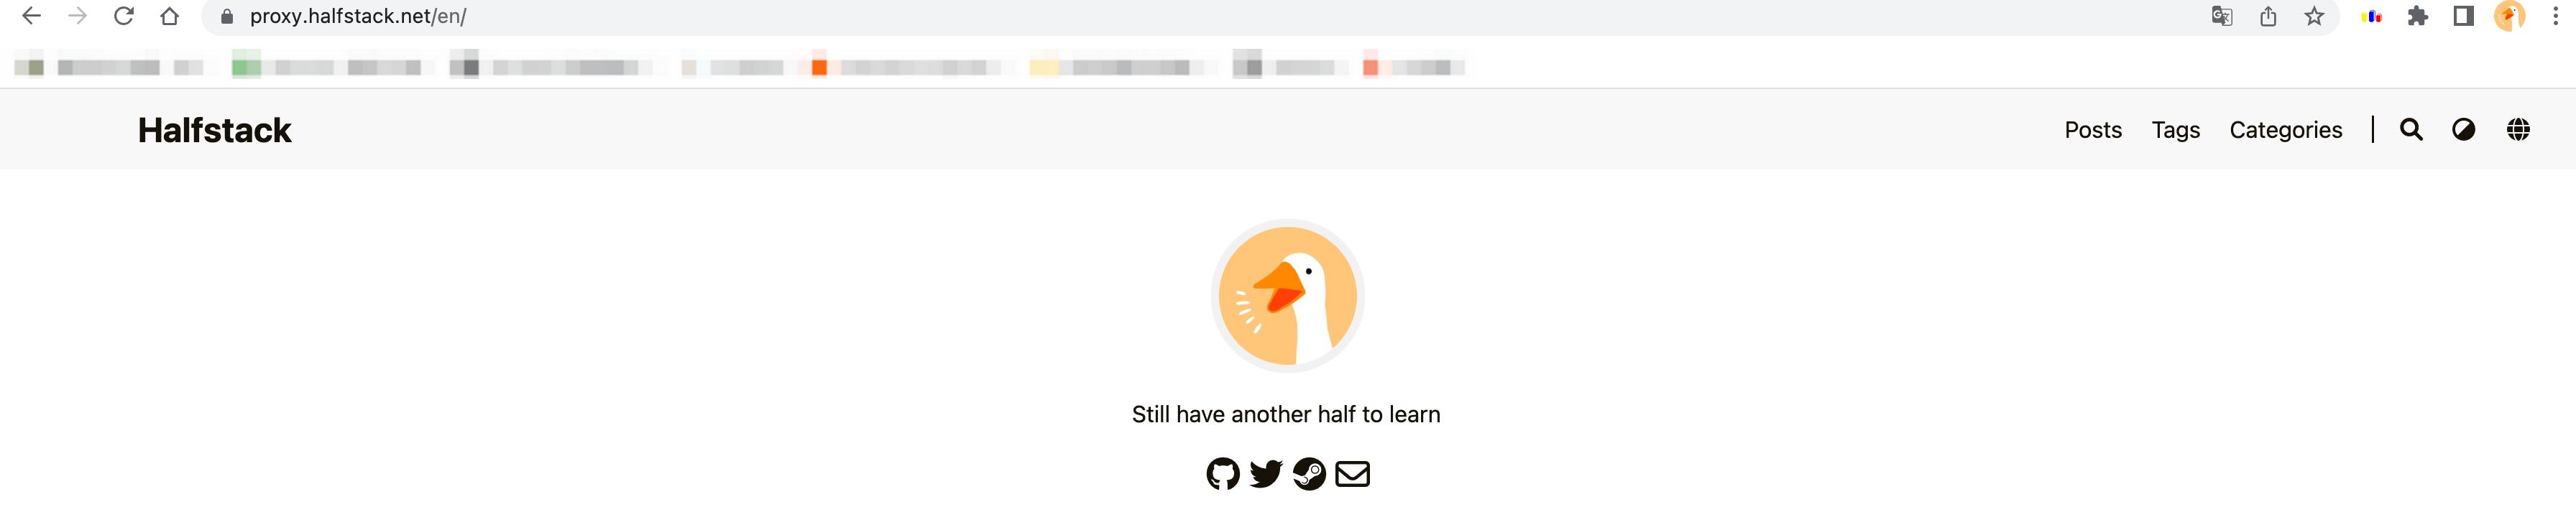 proxy.halfstack.net/en/
Halfstack
Posts Tags Categories
Still have another half to learn